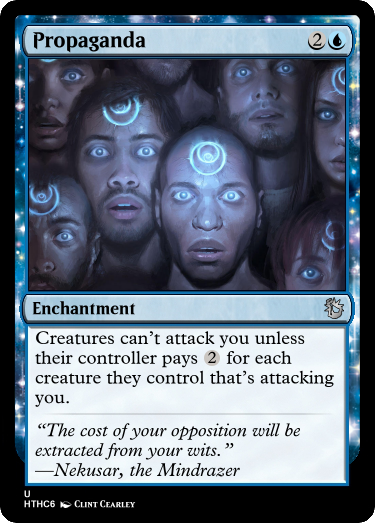 Propaganda 2
Enchantment
Creatures can't attack you unless
their controller pays 2 for each
creature they control that's attacking
you.
"The cost of your opposition will be
extracted from your wits."
—Nekusar, the Mindrazer
U
HTHC6 Clint Cearley